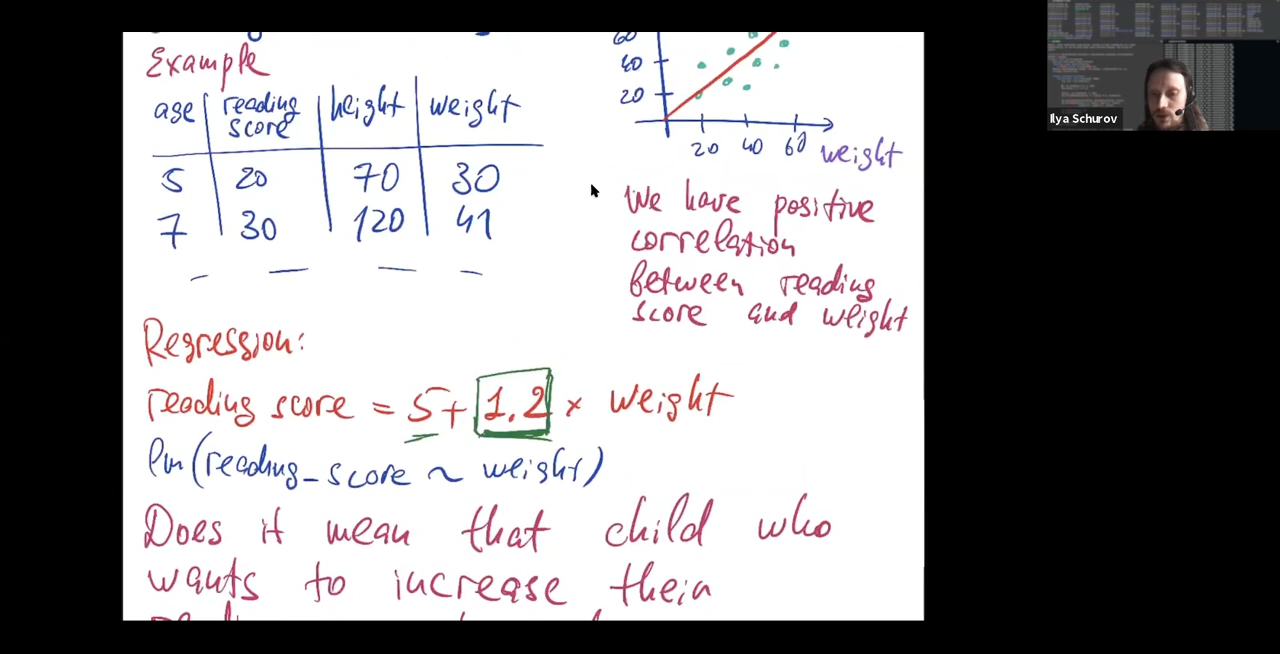 Example
age reading score height weight
5 20 70 30
7 30 120 41
60
40
20
20 40 60 weight
We have positive
correlation
between reading
score and weight
Regression:
reading score = 5 + 1.2 × weight
lm(reading_score ~ weight)
Does it mean that child who
wants to increase their
Ilya Schurov